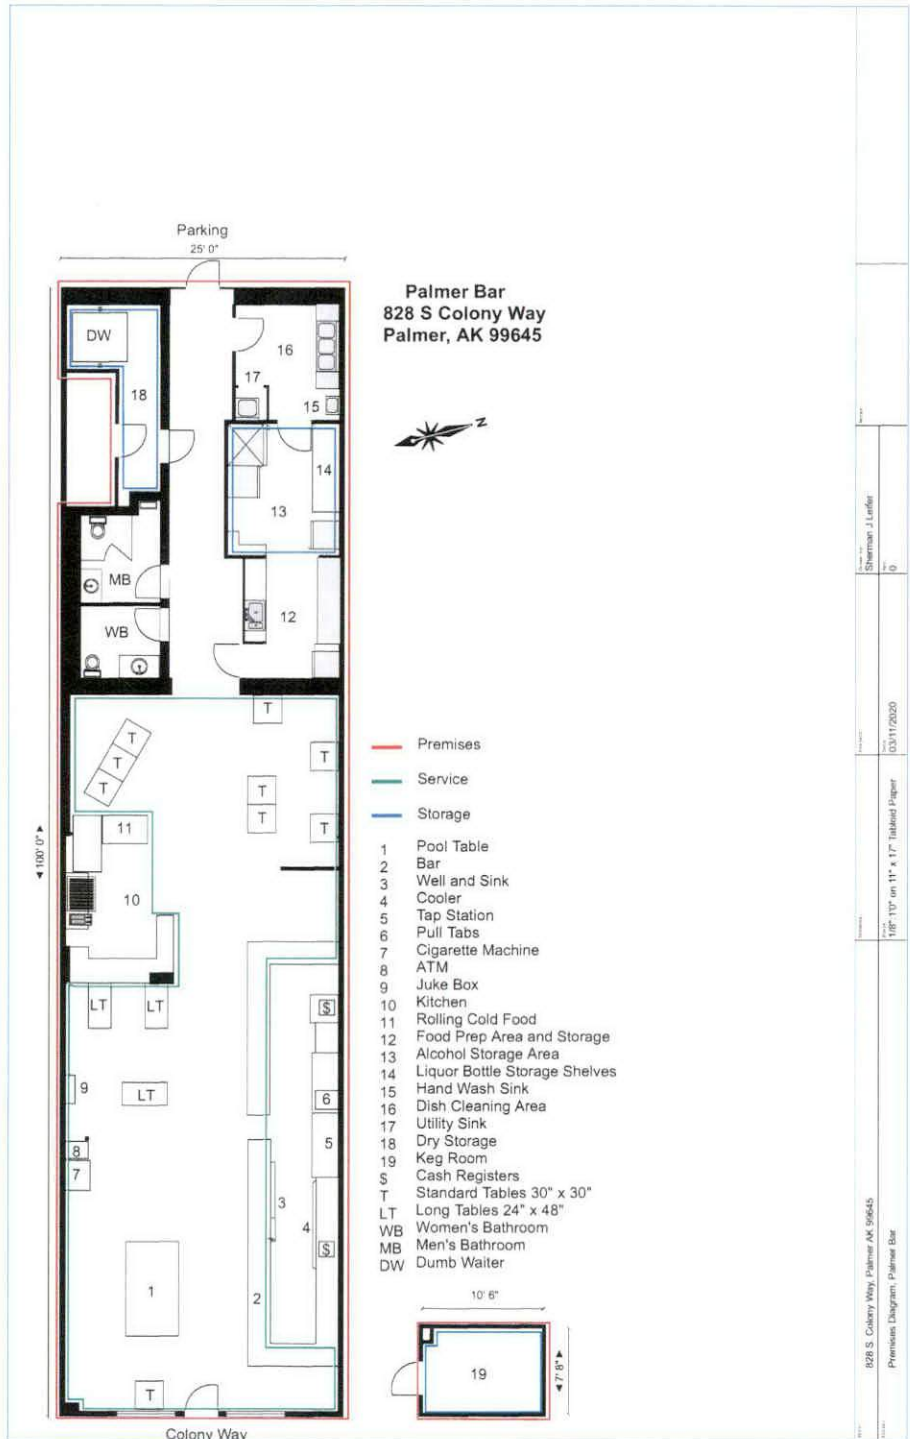 Parking
25' 0"
Palmer Bar
828 S Colony Way
Palmer, AK 99645
N
DW
18
16
17
15
14
13
MB
12
WB
T
T
T
T
T
T
T
T
11
10
◄ 100' 0" ►
LT
LT
LT
9
8
7
1
2
3
4
5
6
$
$
T
Colony Way
Premises
Service
Storage
1 Pool Table
2 Bar
3 Well and Sink
4 Cooler
5 Tap Station
6 Pull Tabs
7 Cigarette Machine
8 ATM
9 Juke Box
10 Kitchen
11 Rolling Cold Food
12 Food Prep Area and Storage
13 Alcohol Storage Area
14 Liquor Bottle Storage Shelves
15 Hand Wash Sink
16 Dish Cleaning Area
17 Utility Sink
18 Dry Storage
19 Keg Room
$ Cash Registers
T Standard Tables 30" x 30"
LT Long Tables 24" x 48"
WB Women's Bathroom
MB Men's Bathroom
DW Dumb Waiter
10' 6"
19
◄ 7' 8" ►
828 S. Colony Way, Palmer AK 99645
Premises Diagram, Palmer Bar
1/8" 1'0" on 11" x 17" Tabloid Paper
03/11/2020
Sherman J Leifer
0